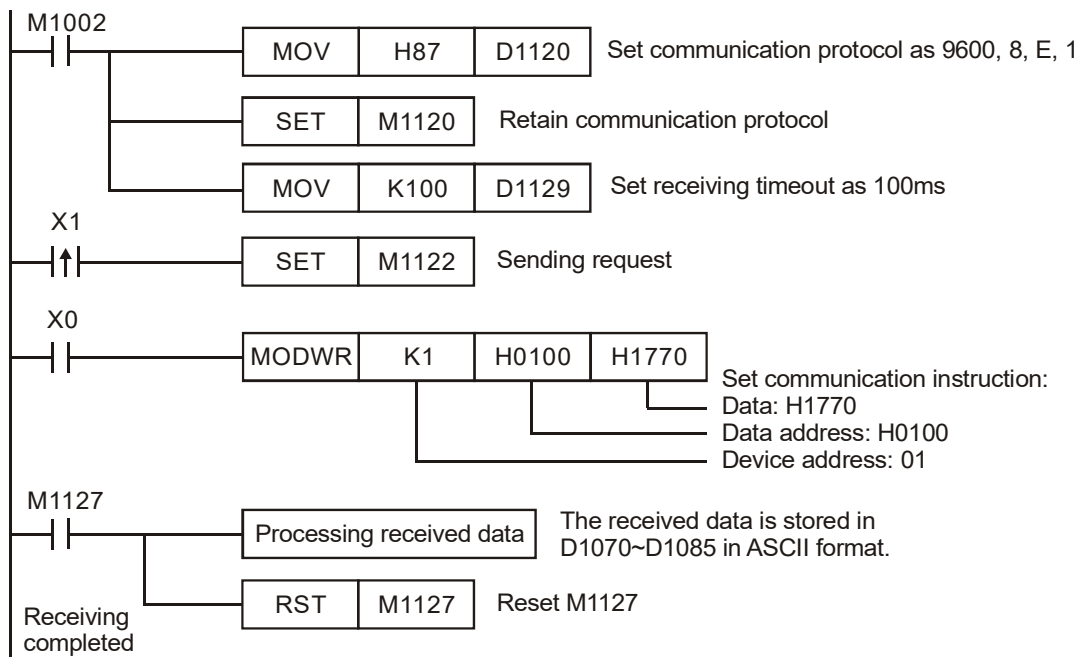 M1002
MOV H87 D1120 Set communication protocol as 9600, 8, E, 1
SET M1120 Retain communication protocol
MOV K100 D1129 Set receiving timeout as 100ms
X1
SET M1122 Sending request
X0
MODWR K1 H0100 H1770
Set communication instruction:
Data: H1770
Data address: H0100
Device address: 01
M1127
Processing received data
The received data is stored in
D1070~D1085 in ASCII format.
RST M1127 Reset M1127
Receiving
completed